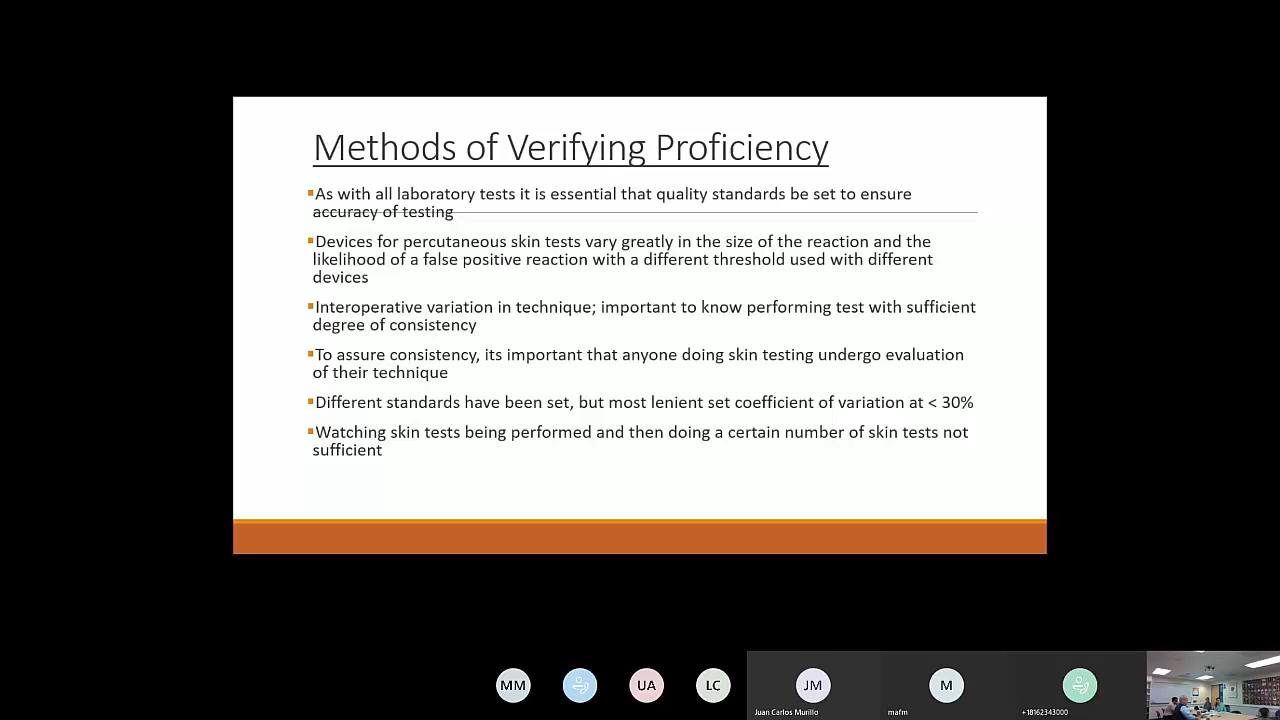 Methods of Verifying Proficiency
▪As with all laboratory tests it is essential that quality standards be set to ensure
accuracy of testing
▪Devices for percutaneous skin tests vary greatly in the size of the reaction and the
likelihood of a false positive reaction with a different threshold used with different
devices
▪Interoperative variation in technique; important to know performing test with sufficient
degree of consistency
▪To assure consistency, its important that anyone doing skin testing undergo evaluation
of their technique
▪Different standards have been set, but most lenient set coefficient of variation at < 30%
▪Watching skin tests being performed and then doing a certain number of skin tests not
sufficient
MM
UA
LC
JM
M
Juan Carlos Murillo
mafm
+18162343000